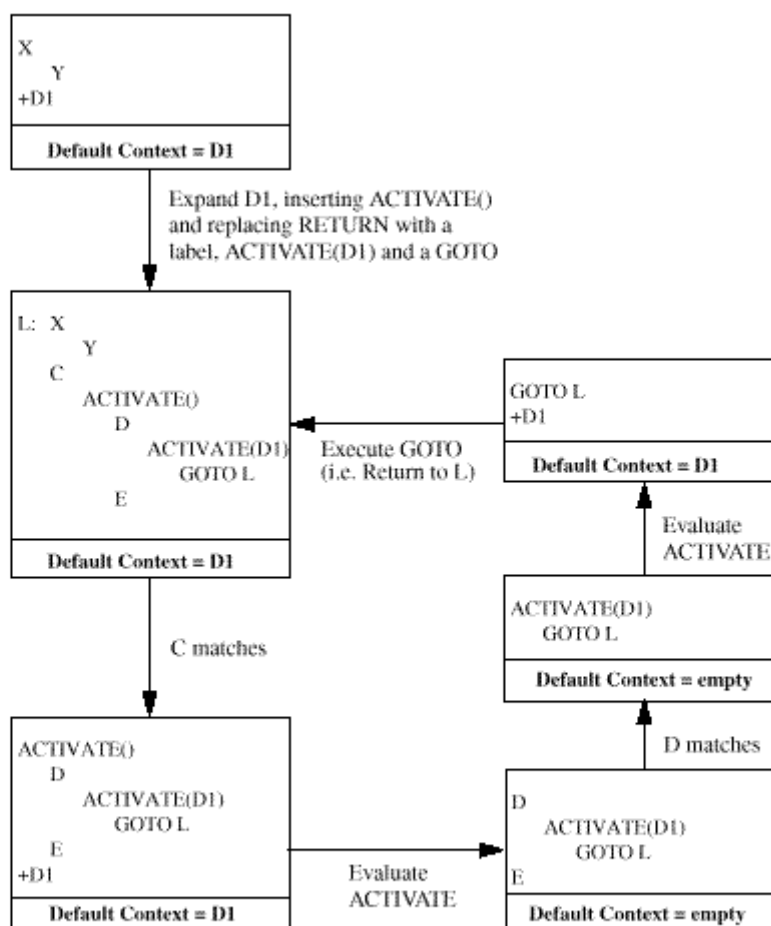 X
Y
+D1
Default Context = D1
Expand D1, inserting ACTIVATE()
and replacing RETURN with a
label, ACTIVATE(D1) and a GOTO
L: X
Y
C
ACTIVATE()
D
ACTIVATE(D1)
GOTO L
E
Default Context = D1
GOTO L
+D1
Default Context = D1
Execute GOTO
(i.e. Return to L)
Evaluate
ACTIVATE
ACTIVATE(D1)
GOTO L
Default Context = empty
C matches
D matches
ACTIVATE()
D
ACTIVATE(D1)
GOTO L
E
+D1
Default Context = D1
Evaluate
ACTIVATE
D
ACTIVATE(D1)
GOTO L
E
Default Context = empty